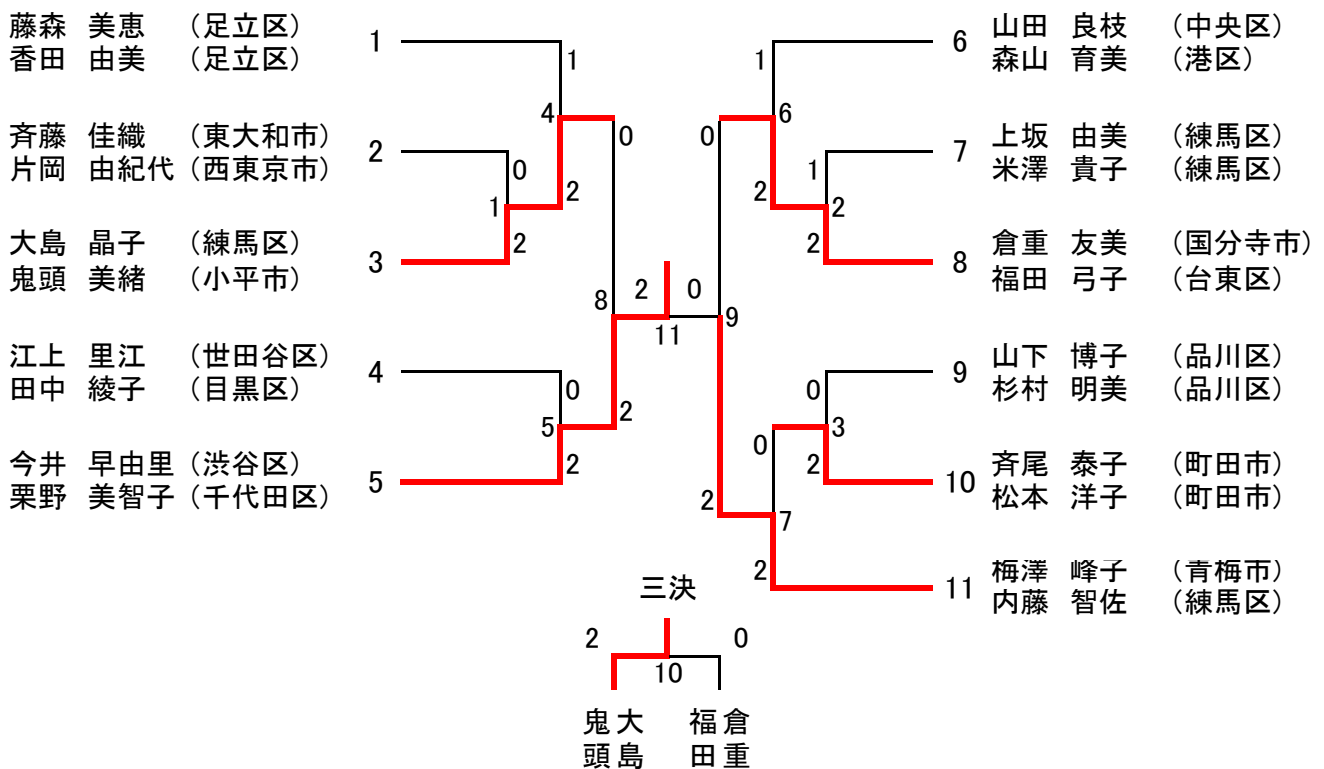 藤森 美恵 (足立区)
香田 由美 (足立区)
1
斉藤 佳織 (東大和市)
片岡 由紀代 (西東京市)
2
大島 晶子 (練馬区)
鬼頭 美緒 (小平市)
3
江上 里江 (世田谷区)
田中 綾子 (目黒区)
4
今井 早由里 (渋谷区)
栗野 美智子 (千代田区)
5
1
4
0
0
2
1
2
8
2
0
11
0
5
2
2
6
山田 良枝 (中央区)
森山 育美 (港区)
7
上坂 由美 (練馬区)
米澤 貴子 (練馬区)
8
倉重 友美 (国分寺市)
福田 弓子 (台東区)
9
山下 博子 (品川区)
杉村 明美 (品川区)
10
斉尾 泰子 (町田市)
松本 洋子 (町田市)
11
梅澤 峰子 (青梅市)
内藤 智佐 (練馬区)
1
6
0
1
2
2
2
9
0
3
0
2
2
7
2
三決
2
0
10
鬼頭
大島
福田
倉重